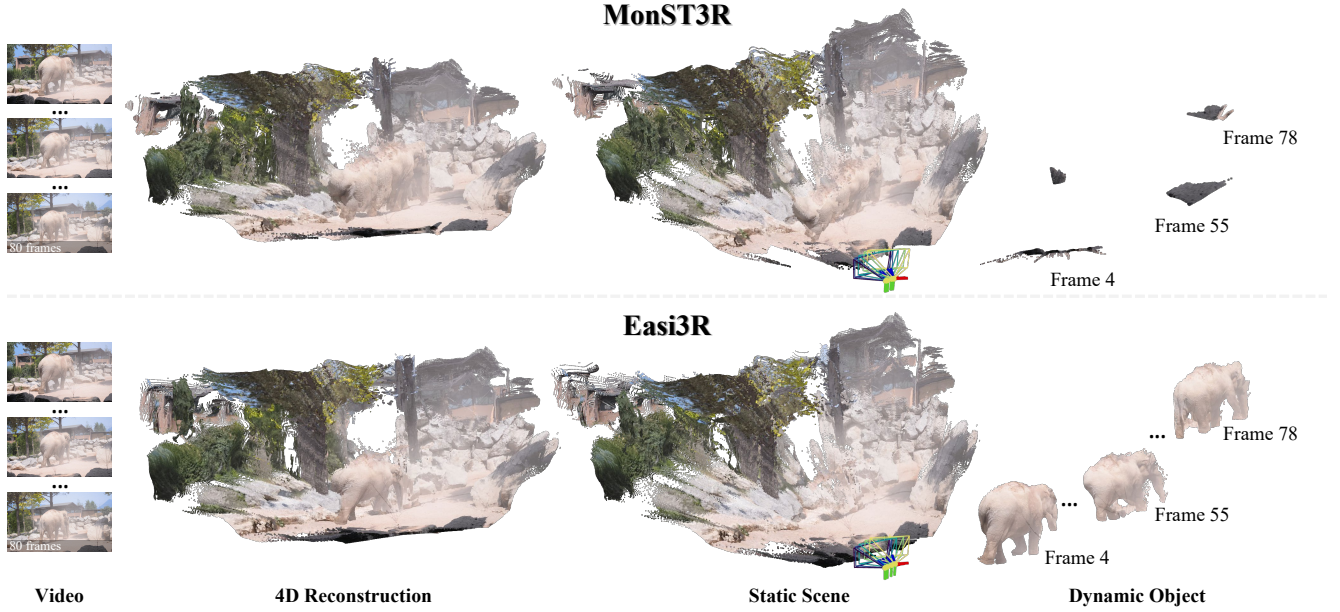 MonST3R
...
...
80 frames
Frame 78
Frame 55
Frame 4
Easi3R
...
...
80 frames
...
Frame 78
...
Frame 55
Frame 4
Video
4D Reconstruction
Static Scene
Dynamic Object